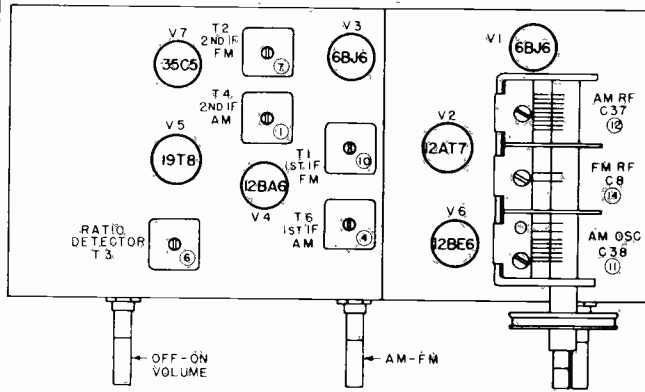 V7
35C5
T2
2ND IF
FM
7
V3
6BJ6
V1
6BJ6
T4
2ND IF
AM
1
V5
19T8
12BA6
V4
T1
1ST IF
FM
10
T6
1ST IF
AM
4
RATIO
DETECTOR
T3
6
V2
12AT7
V6
12BE6
AM RF
C37
12
FM RF
C8
14
AM OSC
C38
11
OFF-ON
VOLUME
AM-FM